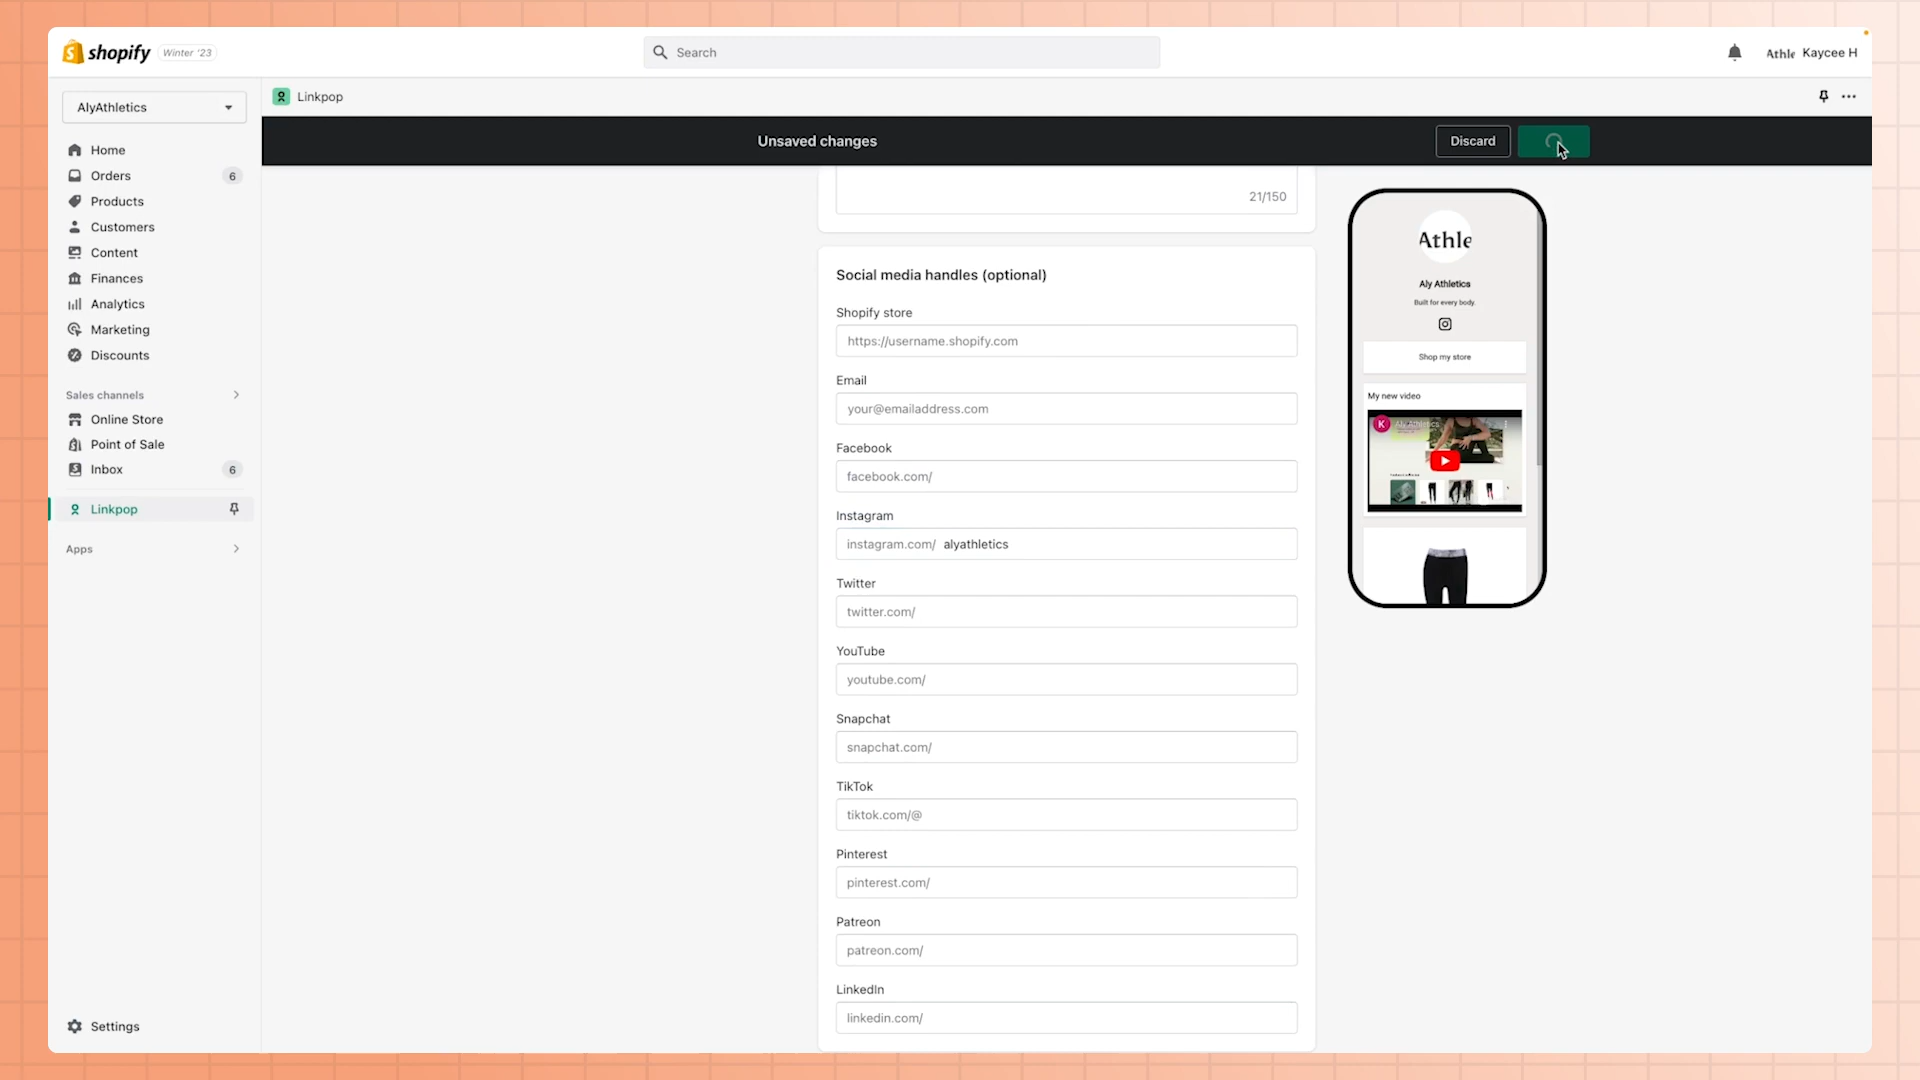 shopify
Winter '23
Search
Athle
Kaycee H
AlyAthletics
Home
Orders
6
Products
Customers
Content
Finances
Analytics
Marketing
Discounts
Sales channels
Online Store
Point of Sale
Inbox
6
Linkpop
Apps
Settings
Linkpop
Unsaved changes
Discard
21/150
Social media handles (optional)
Shopify store
https://username.shopify.com
Email
your@emailaddress.com
Facebook
facebook.com/
Instagram
instagram.com/ alyathletics
Twitter
twitter.com/
YouTube
youtube.com/
Snapchat
snapchat.com/
TikTok
tiktok.com/@
Pinterest
pinterest.com/
Patreon
patreon.com/
LinkedIn
linkedin.com/
Athle
Aly Athletics
Built for every body.
Shop my store
My new video
K
Aly Athletics